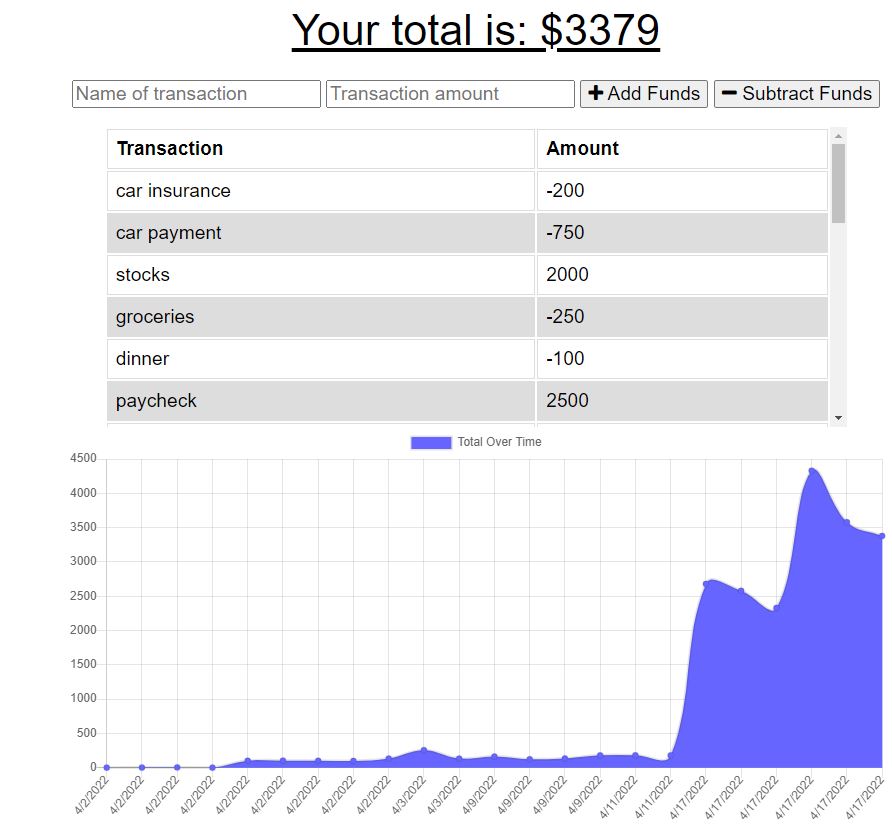 Your total is: $3379
Name of transaction Transaction amount Add Funds Subtract Funds
Transaction Amount
car insurance -200
car payment -750
stocks 2000
groceries -250
dinner -100
paycheck 2500
Total Over Time
4500
4000
3500
3000
2500
2000
1500
1000
500
0
4/2/2022 4/2/2022 4/2/2022 4/2/2022 4/2/2022 4/2/2022 4/2/2022 4/2/2022 4/2/2022 4/3/2022 4/3/2022 4/9/2022 4/9/2022 4/9/2022 4/9/2022 4/11/2022 4/11/2022 4/17/2022 4/17/2022 4/17/2022 4/17/2022 4/17/2022 4/17/2022